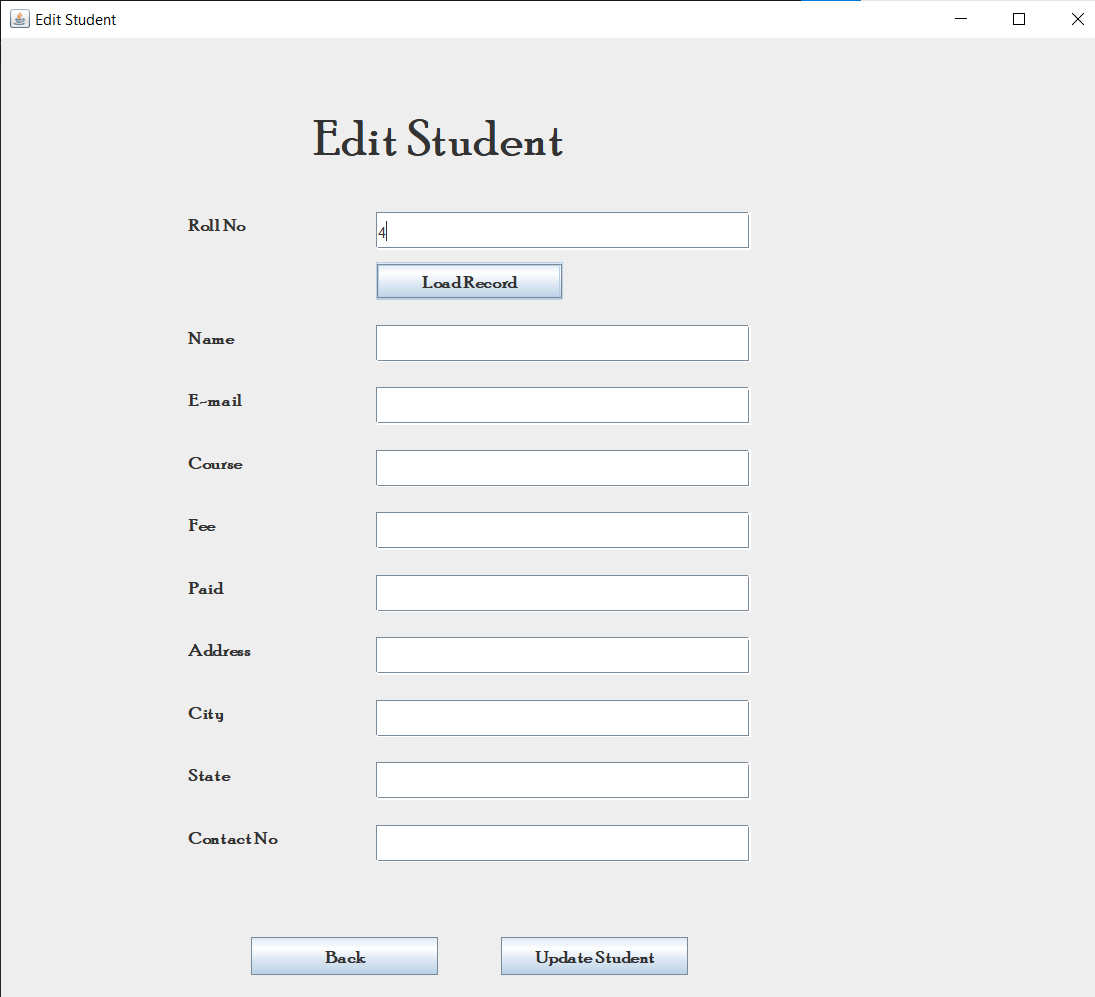 Edit Student
Edit Student
Roll No
4
Load Record
Name
E-mail
Course
Fee
Paid
Address
City
State
Contact No
Back
Update Student